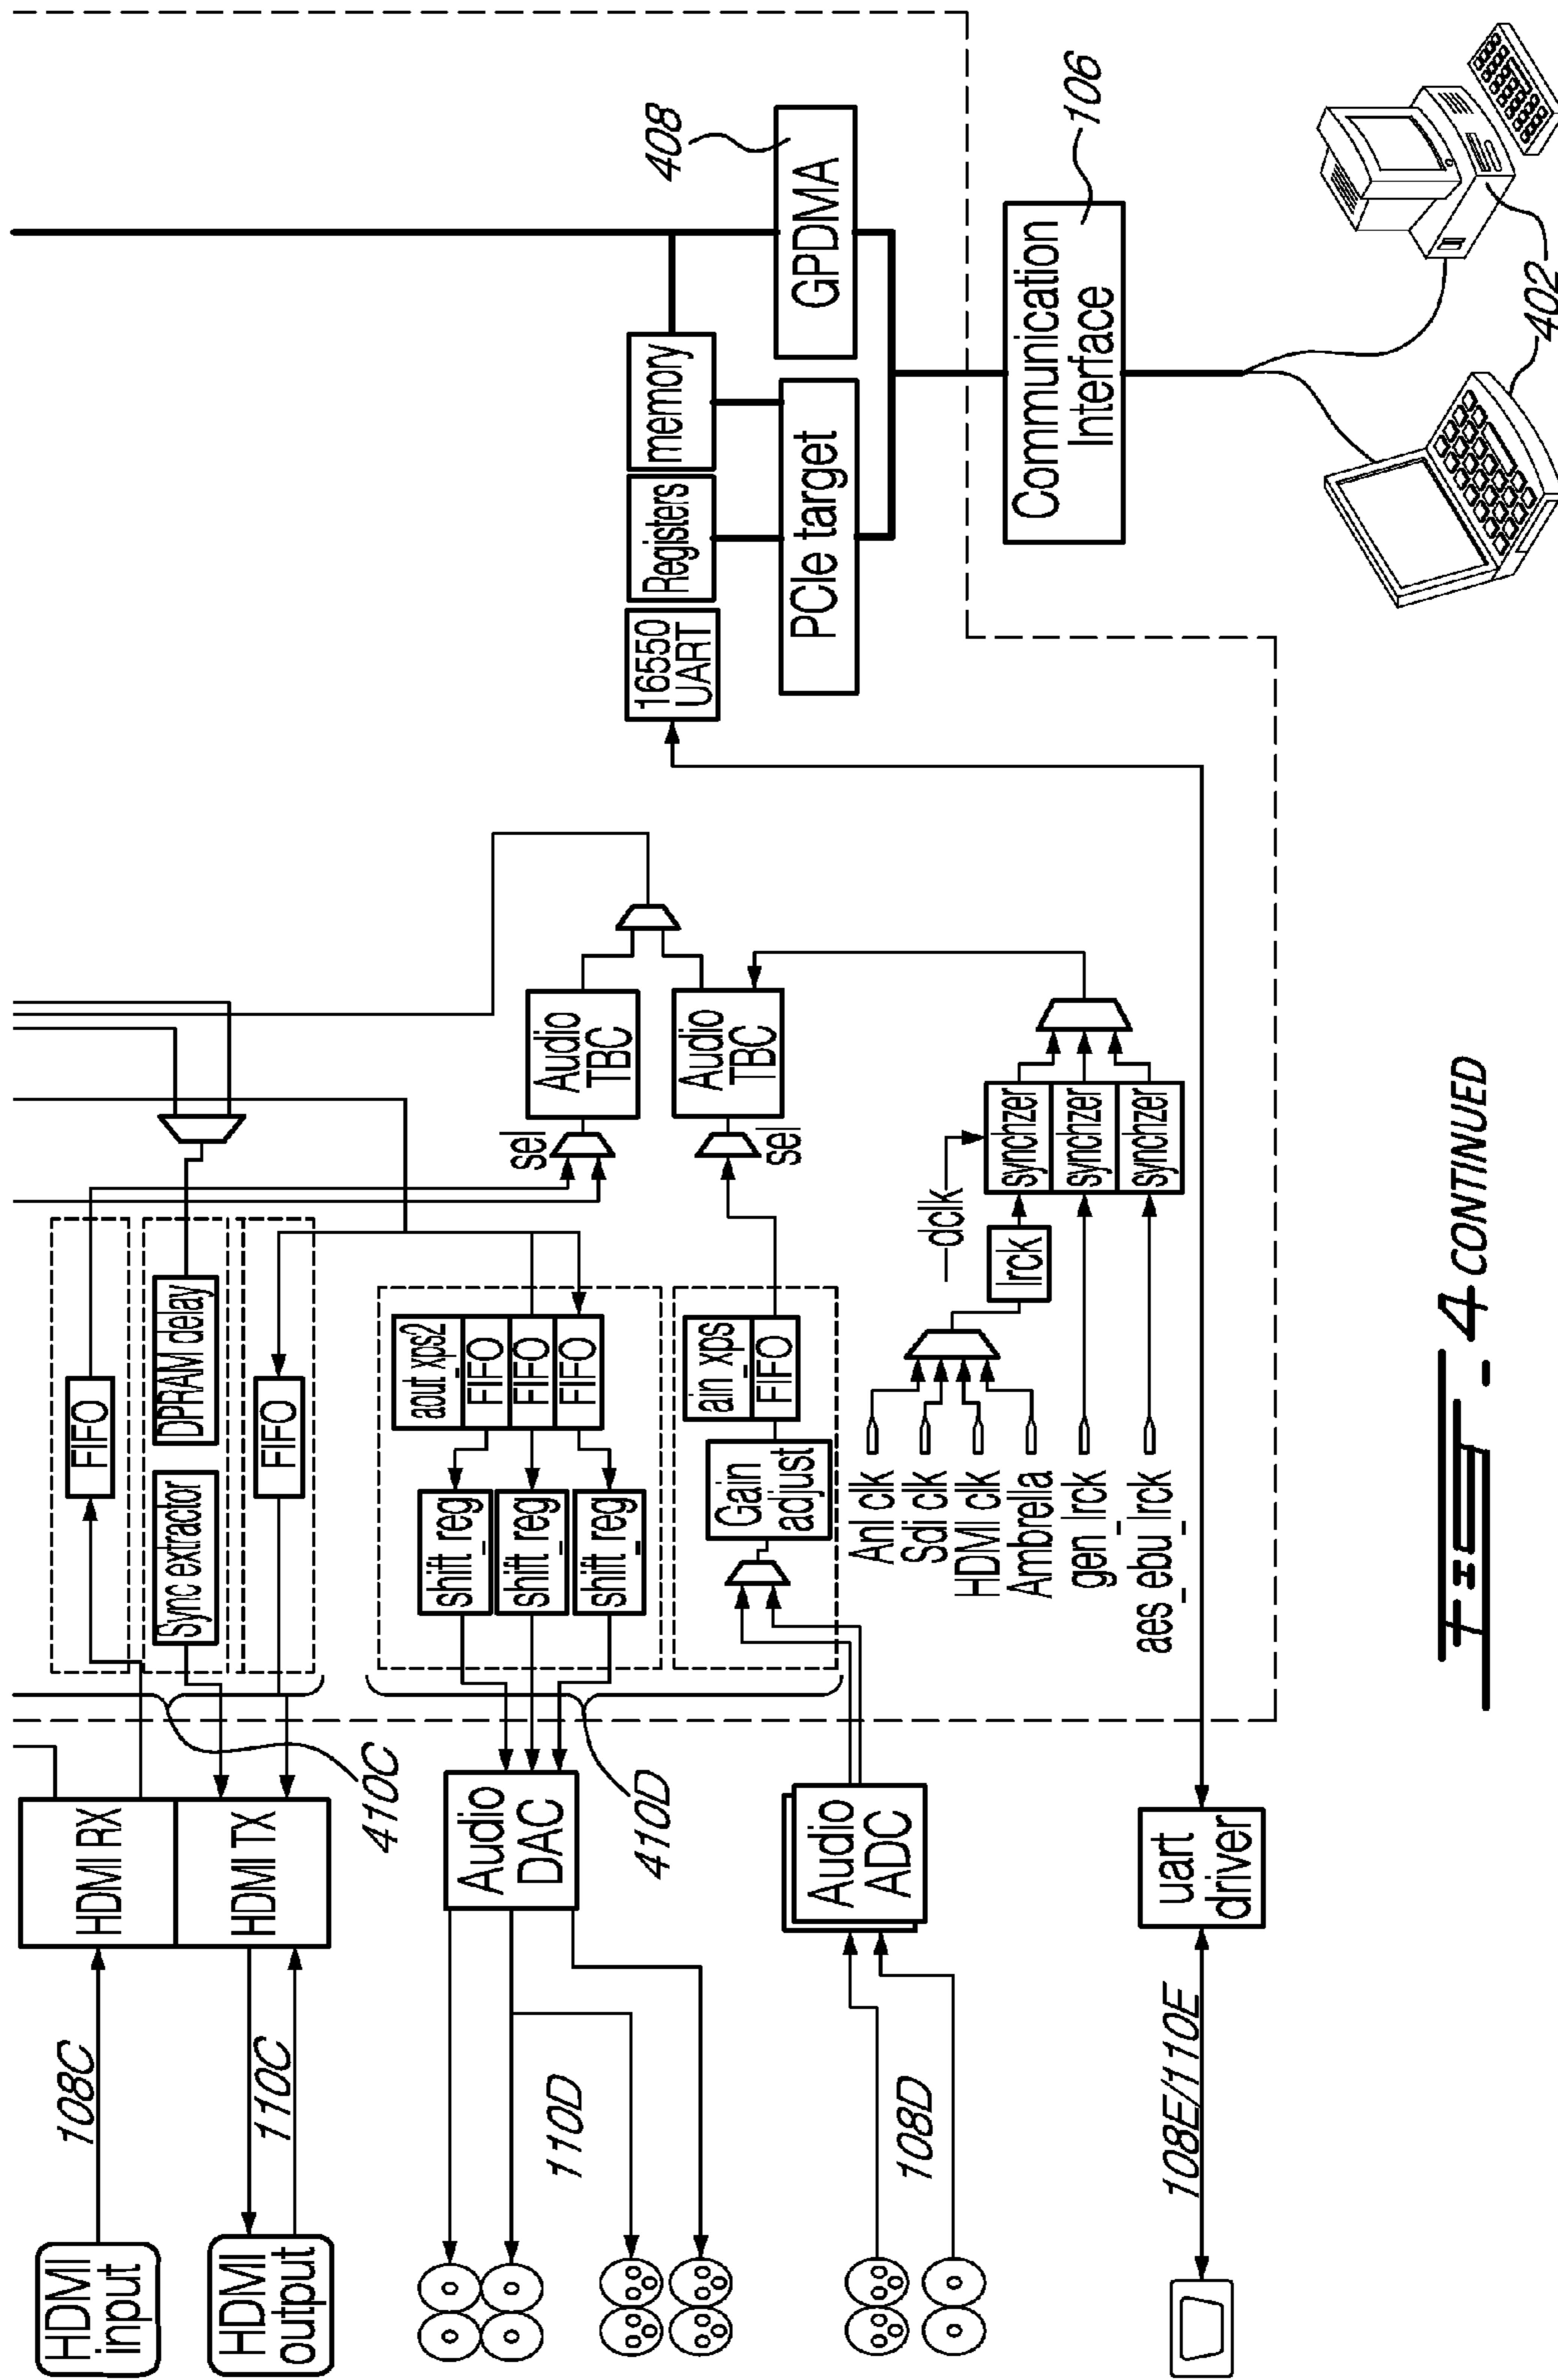 HDMI
input
108C
HDMI RX
FIFO
HDMI
output
110C
HDMI TX
Sync extractor
DPRAM delay
FIFO
410C
Audio
DAC
110D
shift_reg
shift_reg
shift_reg
aout_xps2
FIFO
FIFO
FIFO
410D
Audio
ADC
108D
Gain
adjust
ain_xps
FIFO
sel
Audio
TBC
sel
Audio
TBC
Anl ck
Sdi ck
HDMI ck
Ambrella
gen_lrck
aes_ebu_lrck
lrck
dclk
synchzer
synchzer
synchzer
108E/110E
uart
driver
16550
UART
Registers
memory
PCIe target
GPDMA
408
Communication
Interface
106
402
FIG. 4 CONTINUED